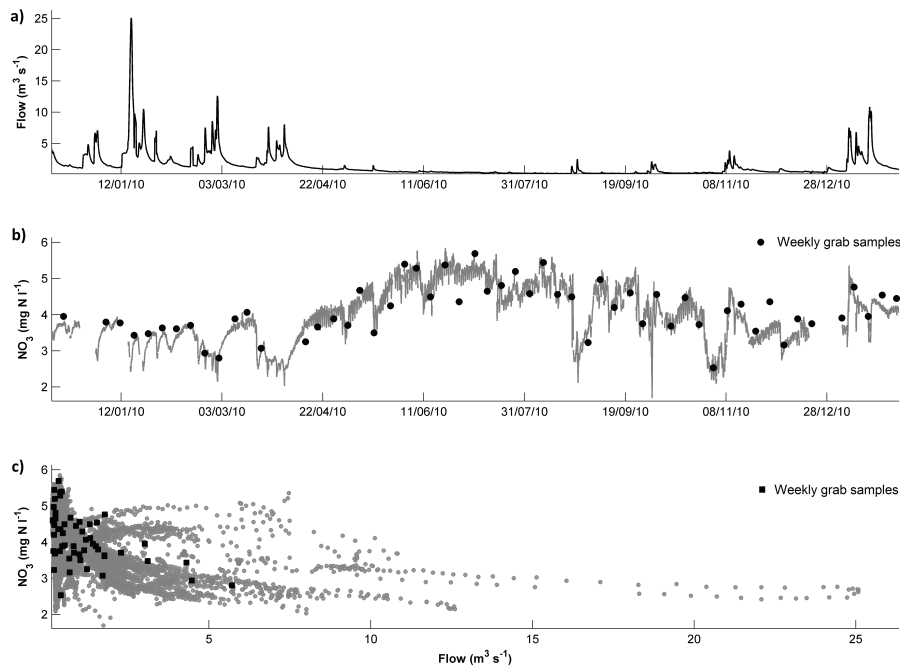 a)
Flow (m³ s⁻¹)
25
20
15
10
5
12/01/10 03/03/10 22/04/10 11/06/10 31/07/10 19/09/10 08/11/10 28/12/10
b)
NO₃ (mg N l⁻¹)
6
5
4
3
2
Weekly grab samples
12/01/10 03/03/10 22/04/10 11/06/10 31/07/10 19/09/10 08/11/10 28/12/10
c)
NO₃ (mg N l⁻¹)
6
5
4
3
2
Weekly grab samples
5 10 15 20 25
Flow (m³ s⁻¹)